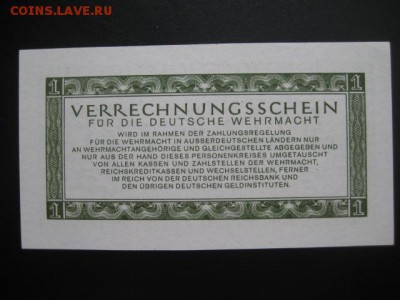 COINS.LAVE.RU
1 1
VERRECHNUNGSSCHEIN
FÜR DIE DEUTSCHE WEHRMACHT
WIRD IM RAHMEN DER ZAHLUNGSREGELUNG
FÜR DIE WEHRMACHT IN AUSSERDEUTSCHEN LÄNDERN NUR
AN WEHRMACHTANGEHÖRIGE UND GLEICHGESTELLTE ABGEGEBEN UND
NUR AUS DER HAND DIESES PERSONENKREISES UMGETAUSCHT
VON ALLEN KASSEN UND ZAHLSTELLEN DER WEHRMACHT,
REICHSKREDITKASSEN UND WECHSELSTELLEN, FERNER
IM REICH VON DER DEUTSCHEN REICHSBANK UND
DEN ÜBRIGEN DEUTSCHEN GELDINSTITUTEN.
1 1